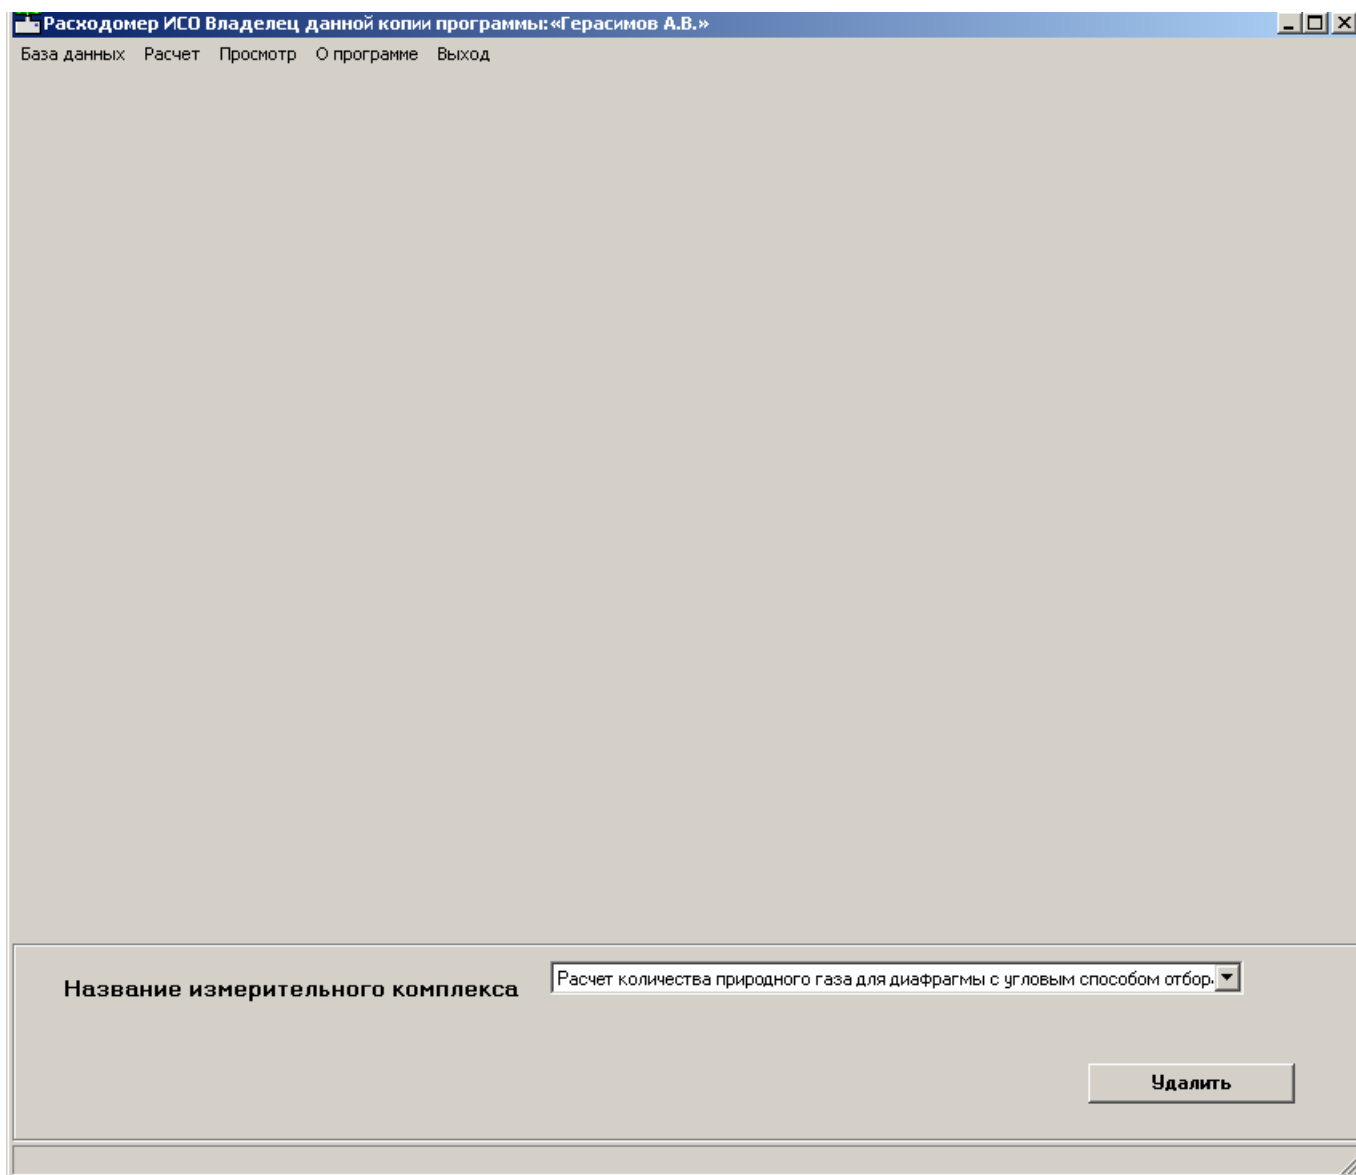 Расходомер ИСО Владелец данной копии программы:«Герасимов А.В.»
База данных Расчет Просмотр О программе Выход
Название измерительного комплекса
Расчет количества природного газа для диафрагмы с угловым способом отбор
Удалить